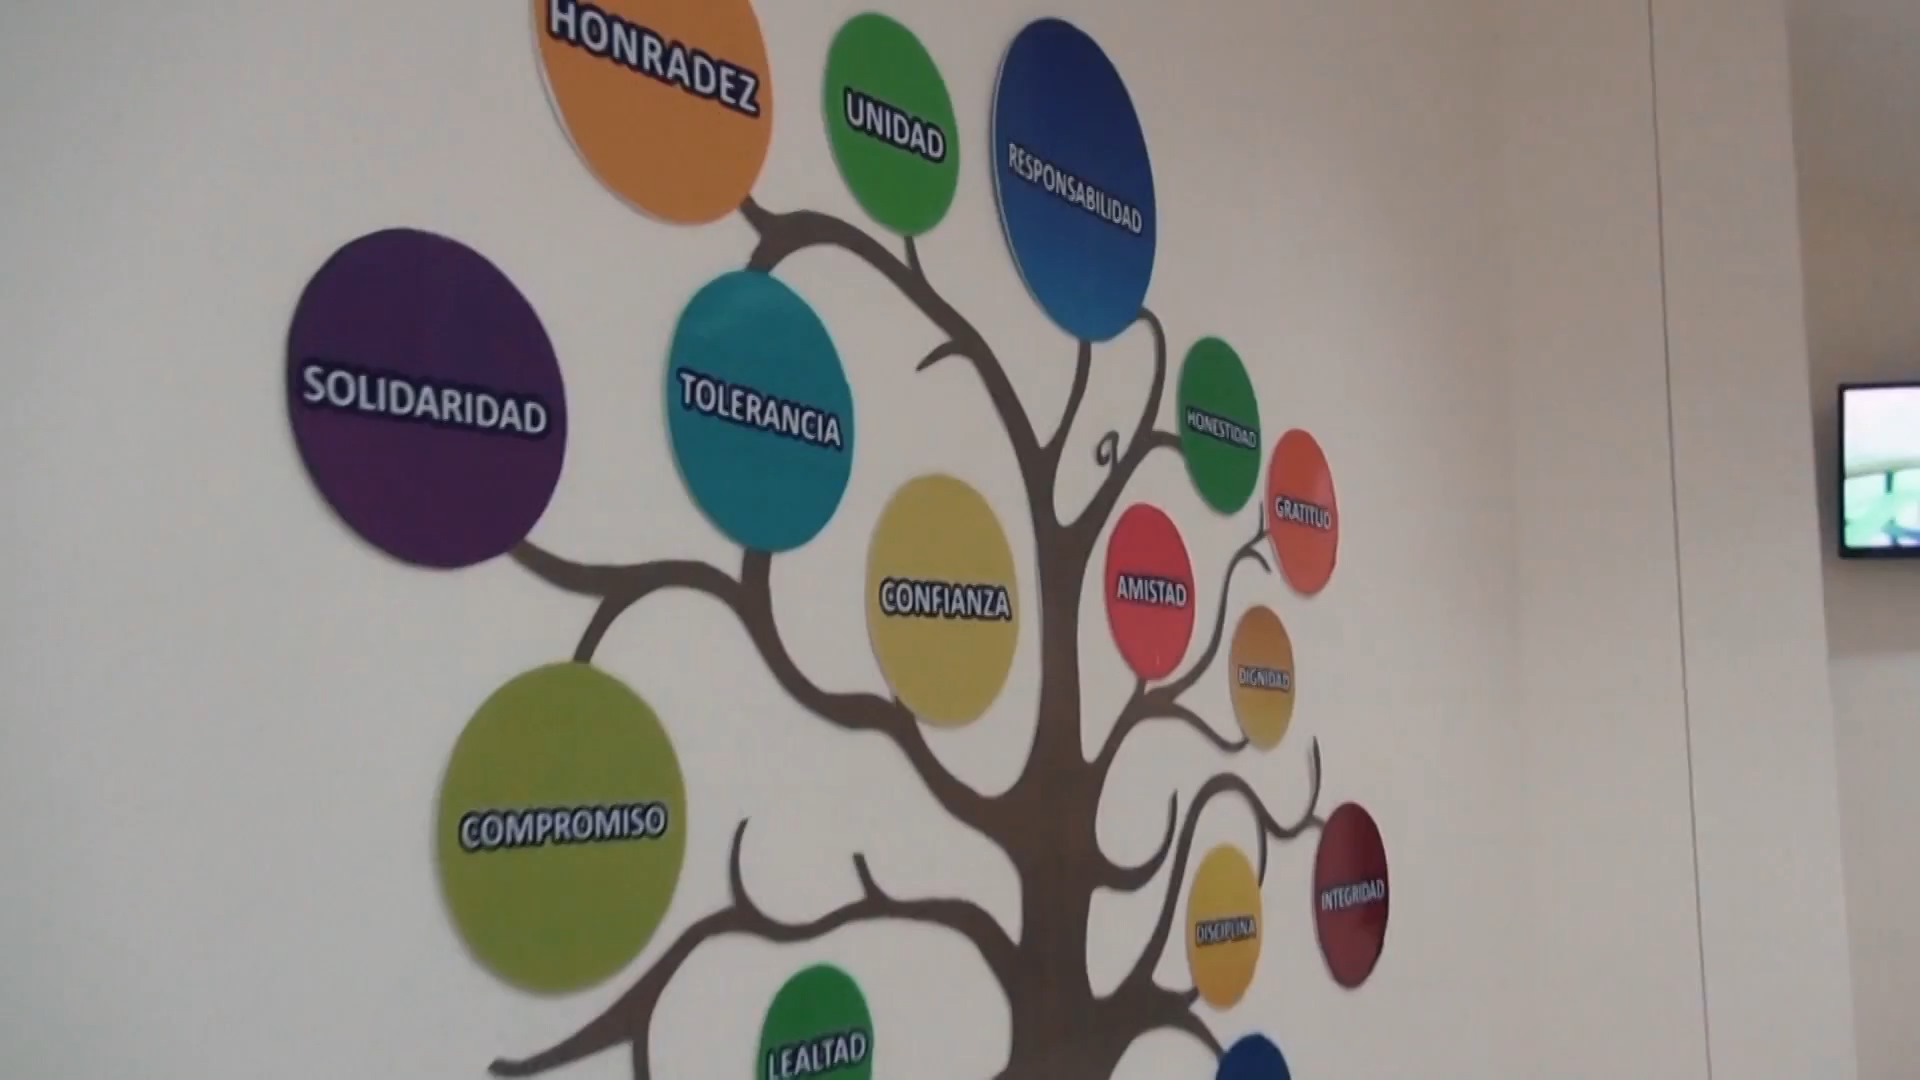 HONRADEZ
UNIDAD
RESPONSABILIDAD
SOLIDARIDAD
TOLERANCIA
HONESTIDAD
GRATITUD
CONFIANZA
AMISTAD
DIGNIDAD
COMPROMISO
INTEGRIDAD
DISCIPLINA
LEALTAD